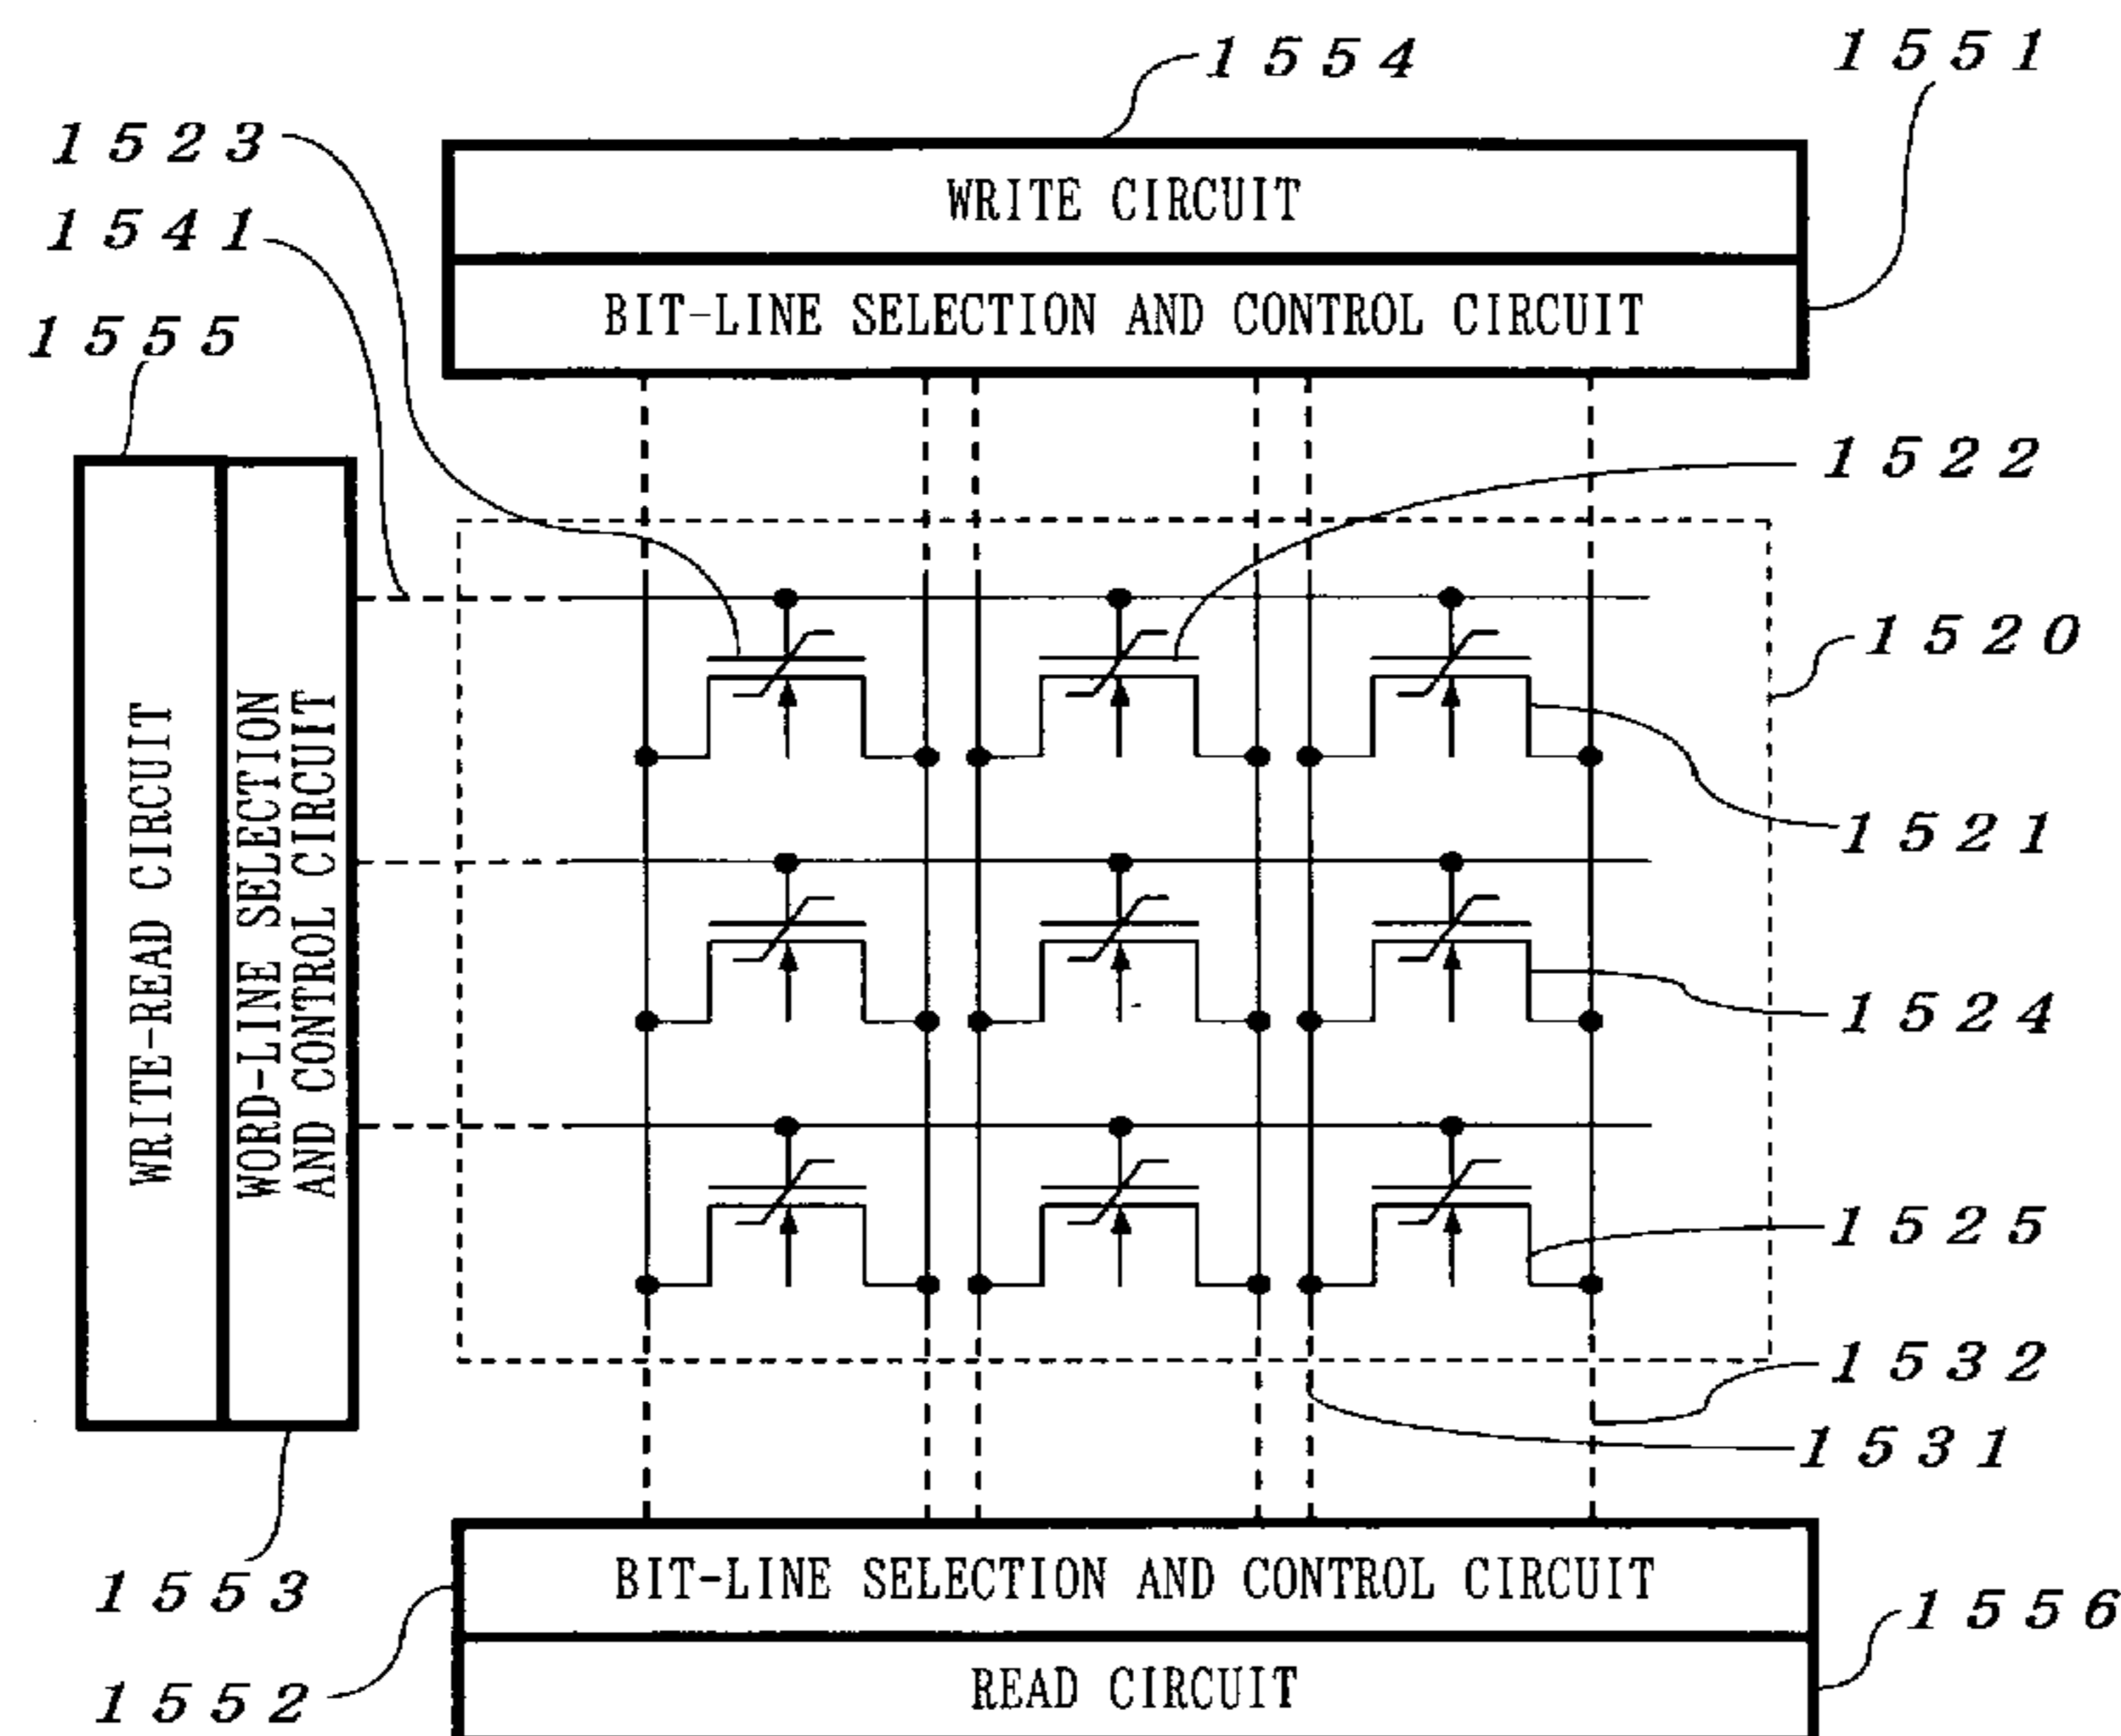 1554
1551
1523
WRITE CIRCUIT
1541
BIT-LINE SELECTION AND CONTROL CIRCUIT
1555
1522
1520
WRITE-READ CIRCUIT
WORD-LINE SELECTION
AND CONTROL CIRCUIT
1521
1524
1525
1532
1531
1553
BIT-LINE SELECTION AND CONTROL CIRCUIT
1556
1552
READ CIRCUIT